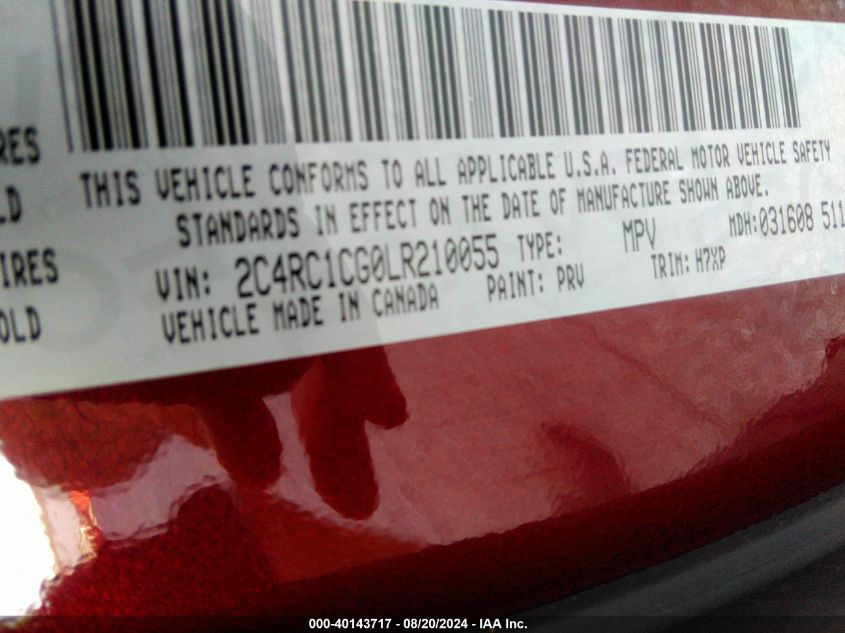 THIS VEHICLE CONFORMS TO ALL APPLICABLE U.S.A. FEDERAL MOTOR VEHICLE SAFETY
STANDARDS IN EFFECT ON THE DATE OF MANUFACTURE SHOWN ABOVE.
VIN: 2C4RC1CG0LR210055 TYPE: MPV MDH:031608 511
VEHICLE MADE IN CANADA PAINT: PRV TRIM: H7XP
RES
LD
IRES
OLD
000-40143717 - 08/20/2024 - IAA Inc.